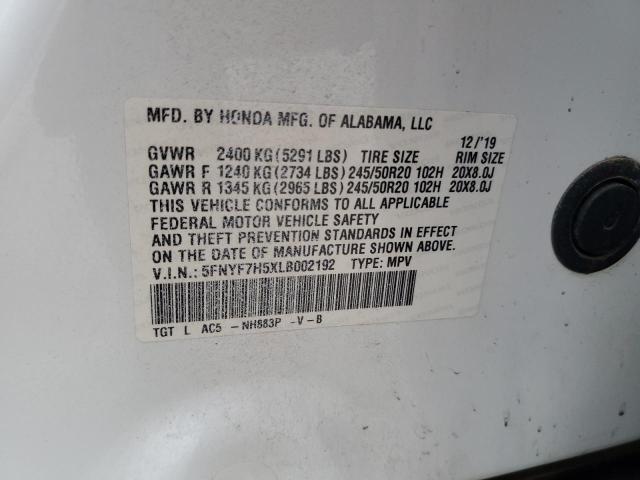 MFD. BY HONDA MFG. OF ALABAMA, LLC
12/'19
GVWR 2400 KG (5291 LBS) TIRE SIZE RIM SIZE
GAWR F 1240 KG (2734 LBS) 245/50R20 102H 20X8.0J
GAWR R 1345 KG (2965 LBS) 245/50R20 102H 20X8.0J
THIS VEHICLE CONFORMS TO ALL APPLICABLE
FEDERAL MOTOR VEHICLE SAFETY
AND THEFT PREVENTION STANDARDS IN EFFECT
ON THE DATE OF MANUFACTURE SHOWN ABOVE.
V.I.N.: 5FNYF7H5XLB002192 TYPE: MPV
TGT L AC5 -NH883P -V-B